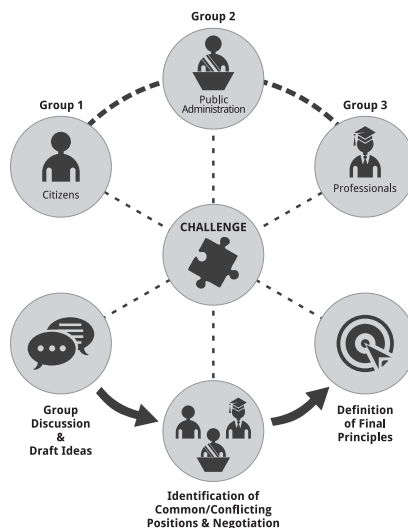 Group 2
Public
Administration
Group 1
Citizens
Group 3
Professionals
CHALLENGE
Group
Discussion
&
Draft Ideas
Identification of
Common/Conflicting
Positions & Negotiation
Definition
of Final
Principles